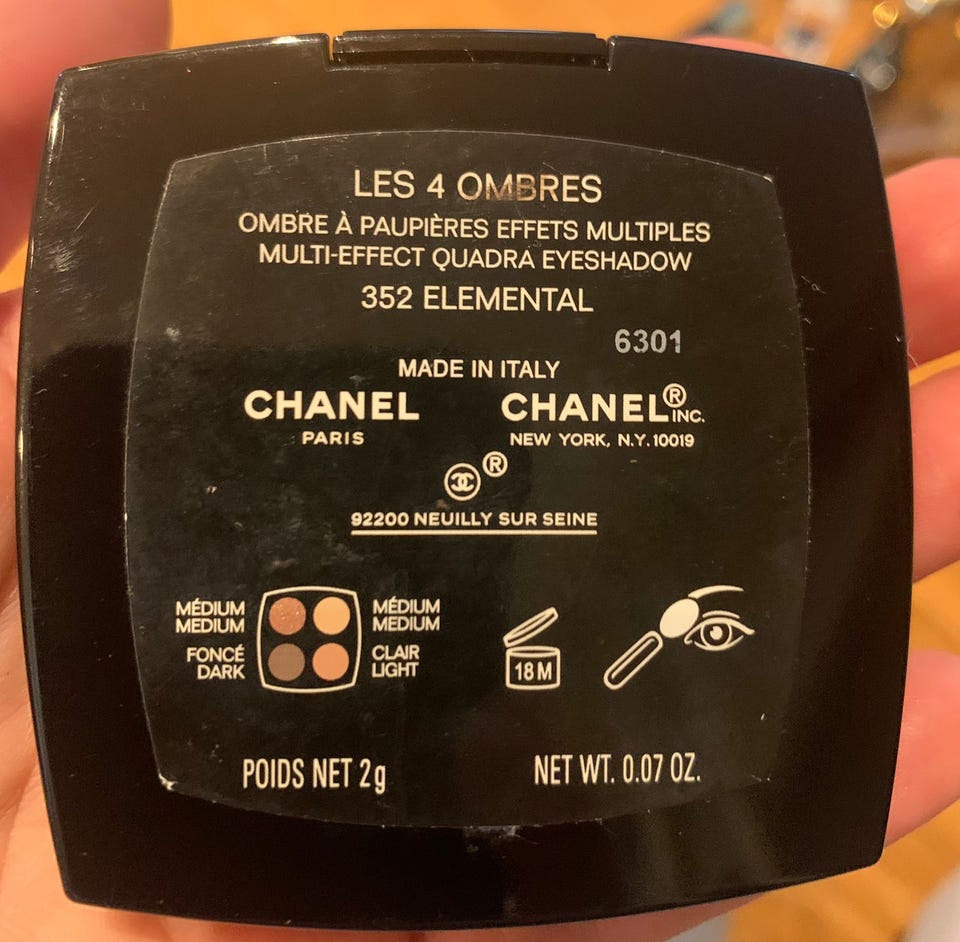 LES 4 OMBRES
OMBRE À PAUPIÈRES EFFETS MULTIPLES
MULTI-EFFECT QUADRA EYESHADOW
352 ELEMENTAL
6301
MADE IN ITALY
CHANEL
PARIS
CHANEL® INC.
NEW YORK, N.Y. 10019
®
92200 NEUILLY SUR SEINE
MÉDIUM
MEDIUM
MÉDIUM
MEDIUM
FONCÉ
DARK
CLAIR
LIGHT
18 M
POIDS NET 2g
NET WT. 0.07 OZ.